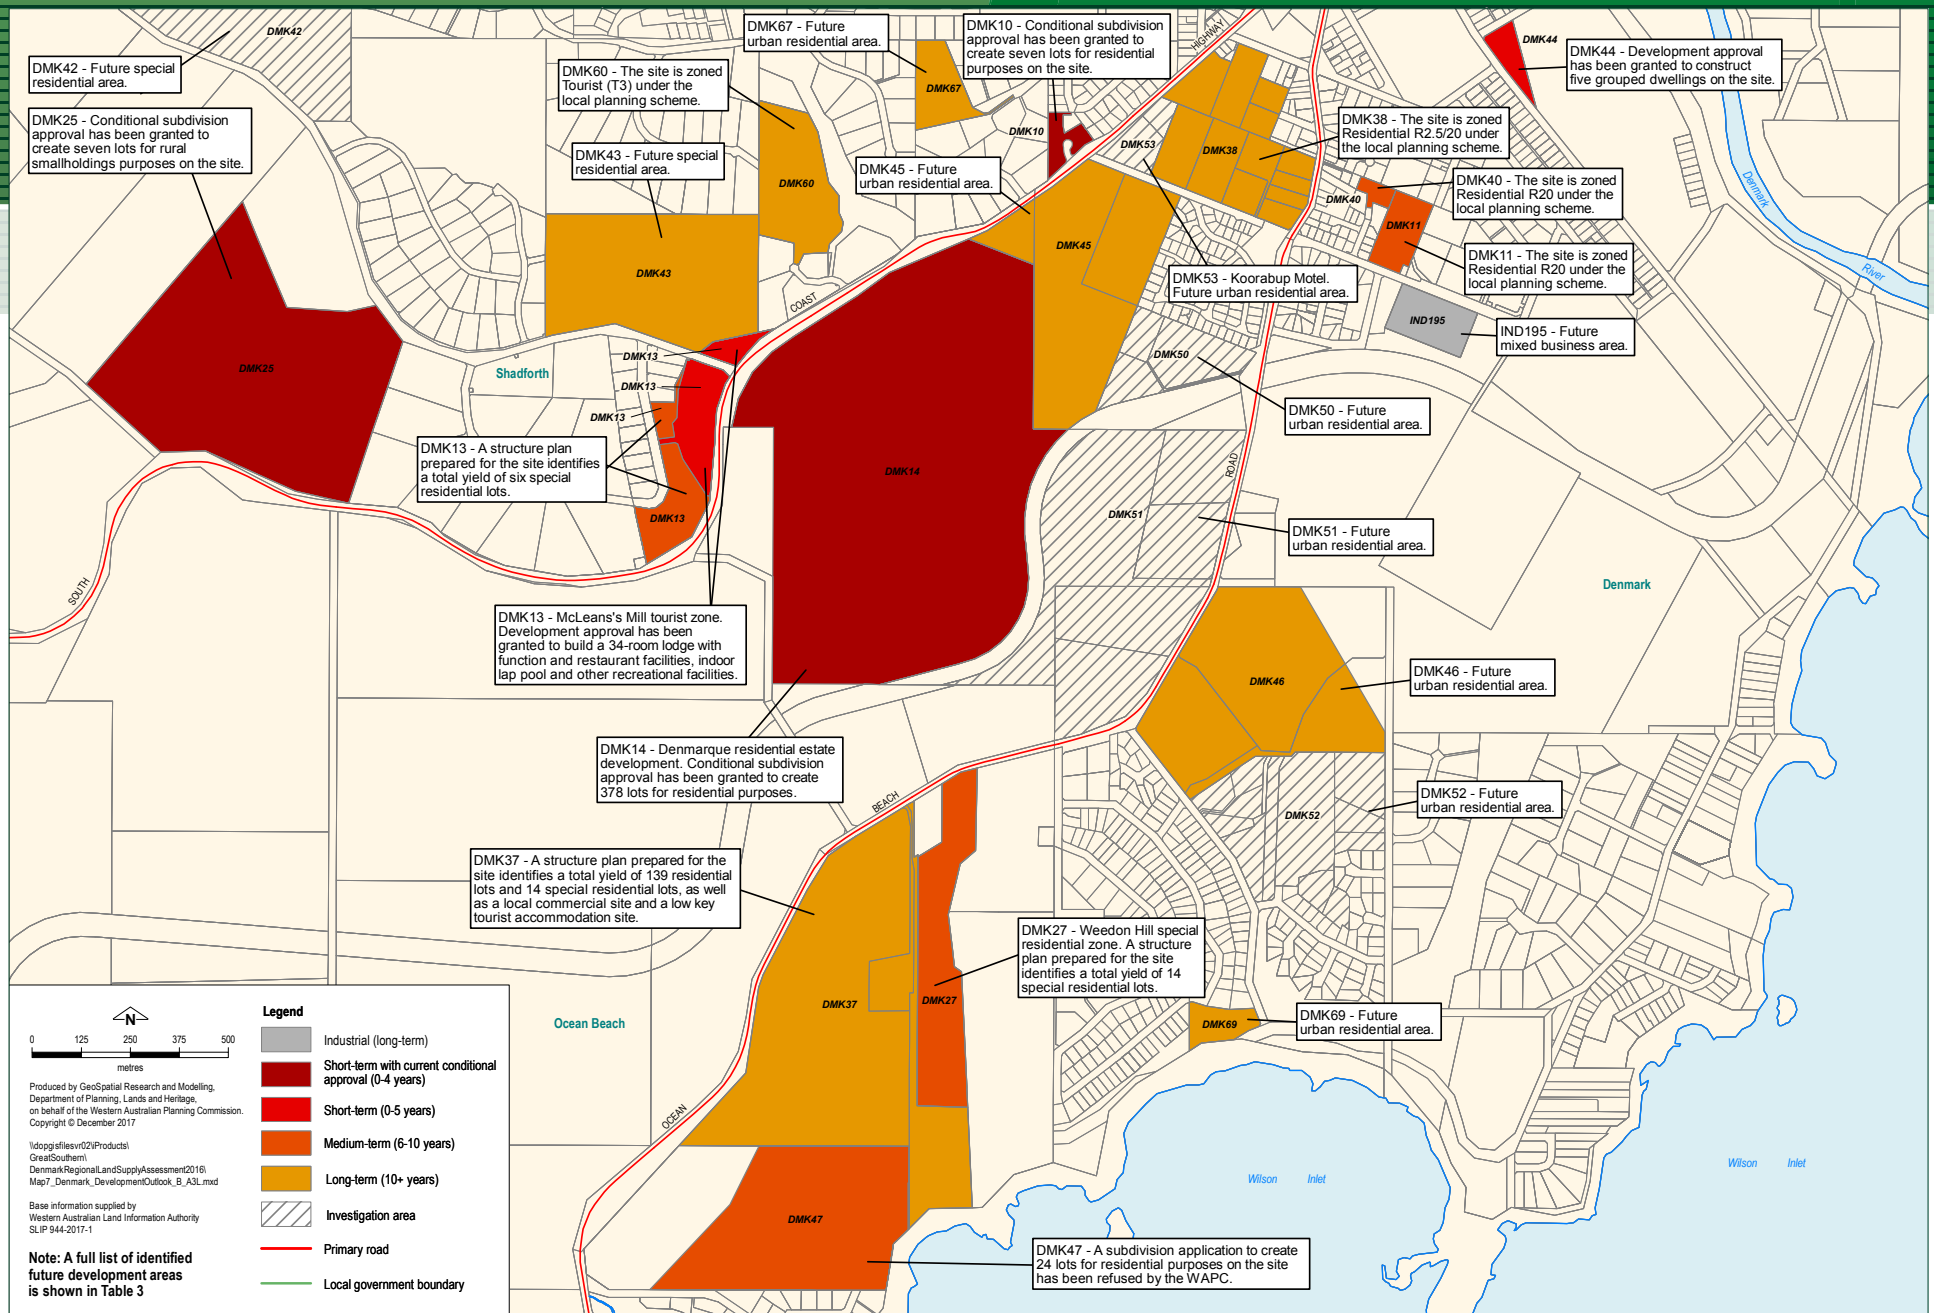 DMK42
DMK42 - Future special
residential area.
DMK25 - Conditional subdivision
approval has been granted to
create seven lots for rural
smallholdings purposes on the site.
DMK60 - The site is zoned
Tourist (T3) under the
local planning scheme.
DMK67 - Future
urban residential area.
DMK10 - Conditional subdivision
approval has been granted to
create seven lots for residential
purposes on the site.
HIGHWAY
DMK44
DMK44 - Development approval
has been granted to construct
five grouped dwellings on the site.
DMK67
DMK10
DMK53
DMK38
DMK38 - The site is zoned
Residential R2.5/20 under
the local planning scheme.
DMK43 - Future special
residential area.
DMK60
DMK45 - Future
urban residential area.
DMK40
DMK40 - The site is zoned
Residential R20 under the
local planning scheme.
Denmark
River
DMK11
DMK11 - The site is zoned
Residential R20 under the
local planning scheme.
DMK43
DMK45
DMK53 - Koorabup Motel.
Future urban residential area.
COAST
IND195
IND195 - Future
mixed business area.
DMK25
Shadforth
DMK13
DMK13
DMK13
DMK50
DMK50 - Future
urban residential area.
DMK13 - A structure plan
prepared for the site identifies
a total yield of six special
residential lots.
DMK14
ROAD
DMK13
DMK51
DMK51 - Future
urban residential area.
SOUTH
Denmark
DMK13 - McLeans's Mill tourist zone.
Development approval has been
granted to build a 34-room lodge with
function and restaurant facilities, indoor
lap pool and other recreational facilities.
DMK46
DMK46 - Future
urban residential area.
DMK14 - Denmarque residential estate
development. Conditional subdivision
approval has been granted to create
378 lots for residential purposes.
BEACH
DMK52
DMK52 - Future
urban residential area.
DMK37 - A structure plan prepared for the
site identifies a total yield of 139 residential
lots and 14 special residential lots, as well
as a local commercial site and a low key
tourist accommodation site.
DMK27 - Weedon Hill special
residential zone. A structure
plan prepared for the site
identifies a total yield of 14
special residential lots.
DMK37
DMK27
DMK69
DMK69 - Future
urban residential area.
Ocean Beach
OCEAN
Wilson Inlet
Wilson Inlet
DMK47
DMK47 - A subdivision application to create
24 lots for residential purposes on the site
has been refused by the WAPC.
N
0 125 250 375 500
metres
Produced by GeoSpatial Research and Modelling,
Department of Planning, Lands and Heritage,
on behalf of the Western Australian Planning Commission.
Copyright © December 2017
\\dopgisfilesvr02\iProducts\
GreatSouthern\
DenmarkRegionalLandSupplyAssessment2016\
Map7_Denmark_DevelopmentOutlook_B_A3L.mxd
Base information supplied by
Western Australian Land Information Authority
SLIP 944-2017-1
Note: A full list of identified
future development areas
is shown in Table 3
Legend
Industrial (long-term)
Short-term with current conditional
approval (0-4 years)
Short-term (0-5 years)
Medium-term (6-10 years)
Long-term (10+ years)
Investigation area
Primary road
Local government boundary